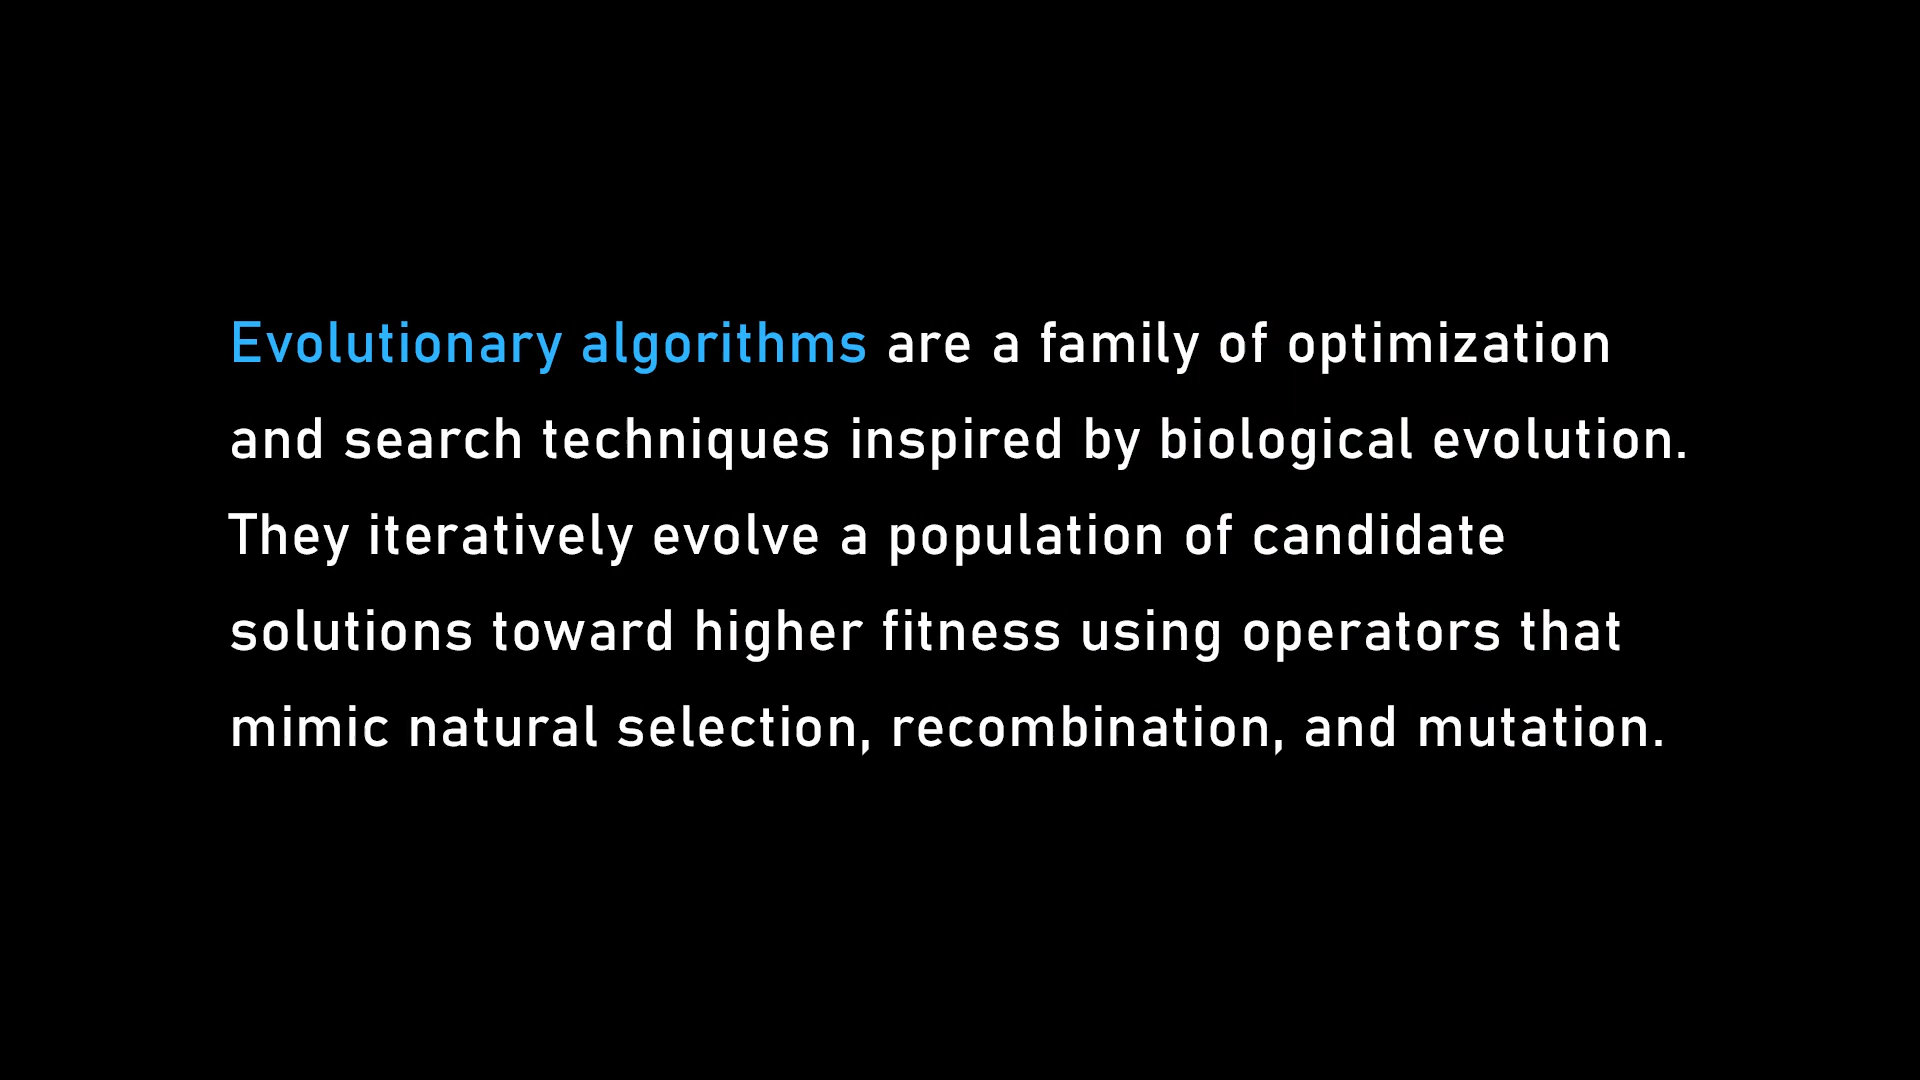 Evolutionary algorithms are a family of optimization
and search techniques inspired by biological evolution.
They iteratively evolve a population of candidate
solutions toward higher fitness using operators that
mimic natural selection, recombination, and mutation.